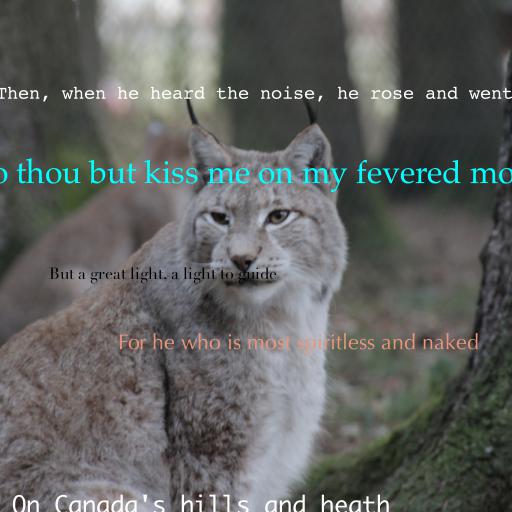 Then, when he heard the noise, he rose and went
thou but kiss me on my fevered
But a great light, a light to guide
For he who is most spiritless and naked
On Canada's hills and heath